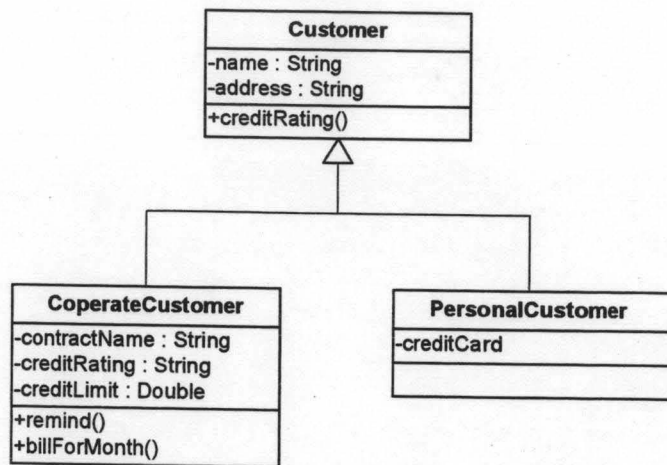 Customer
-name : String
-address : String
+creditRating()
CoperateCustomer
-contractName : String
-creditRating : String
-creditLimit : Double
+remind()
+billForMonth()
PersonalCustomer
-creditCard